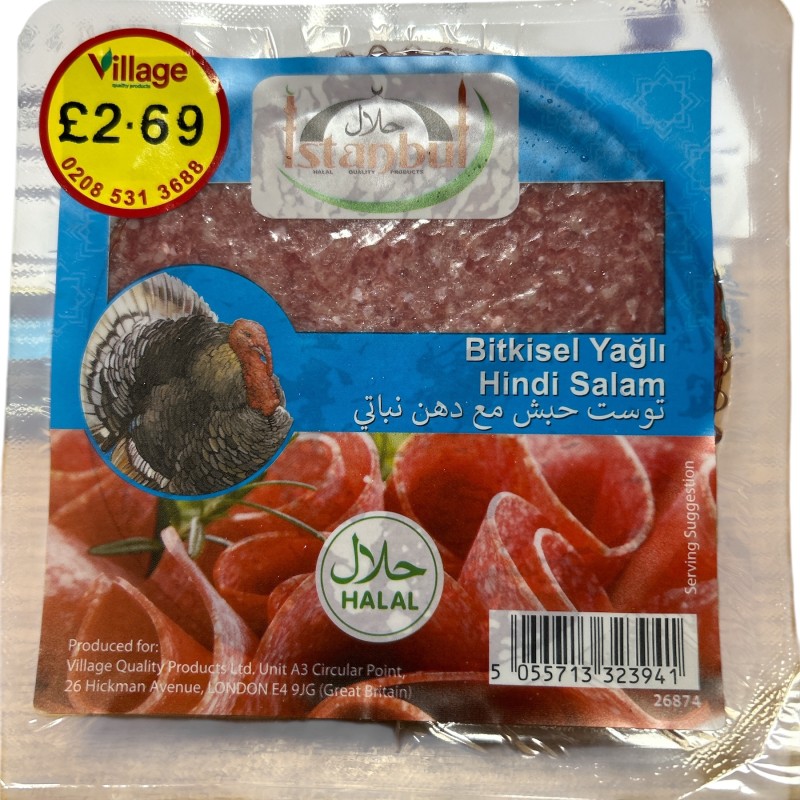 Village
quality products
£2.69
0208 531 3688
حلال
Istanbul
HALAL QUALITY PRODUCTS
Bitkisel Yağlı
Hindi Salam
توست حبش مع دهن نباتي
Serving Suggestion
حلال
HALAL
Produced for:
Village Quality Products Ltd, Unit A3 Circular Point,
26 Hickman Avenue, LONDON E4 9JG (Great Britain)
5 055713 323941
26874